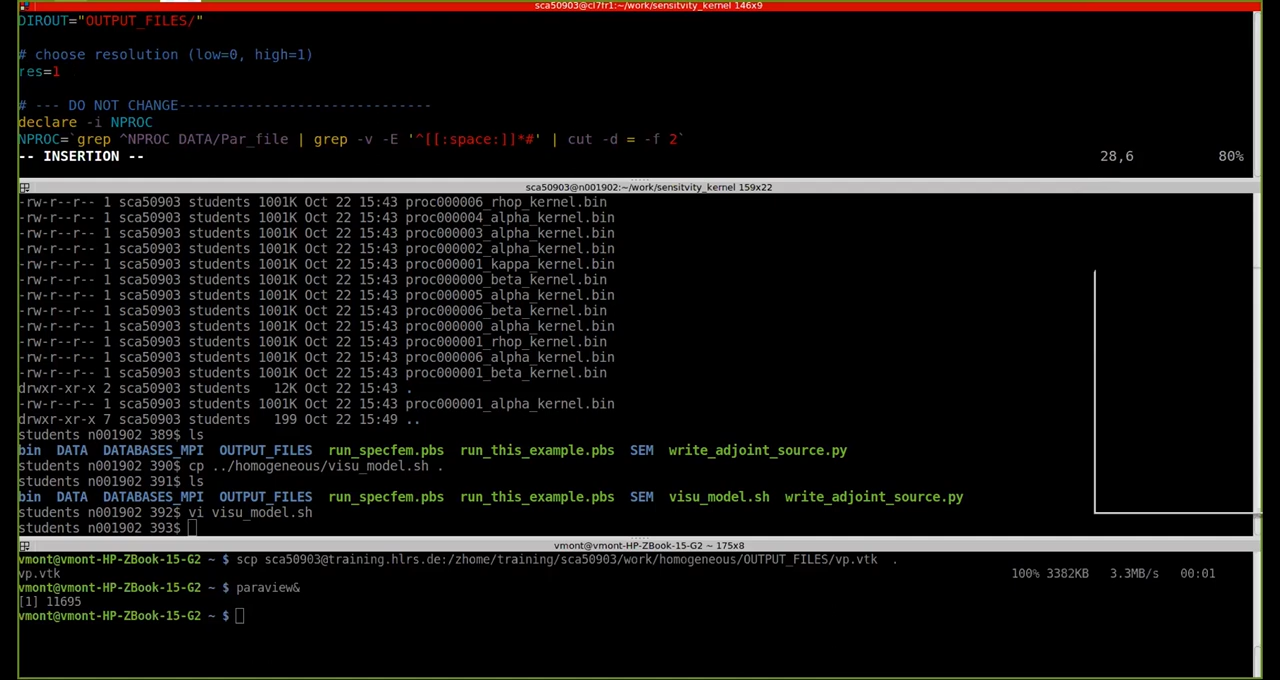 sca50903@cl7fr1:~/work/sensitvity_kernel 146x9
DIROUT="OUTPUT_FILES/"
# choose resolution (low=0, high=1)
res=1
# --- DO NOT CHANGE------------------------------
declare -i NPROC
NPROC=`grep ^NPROC DATA/Par_file | grep -v -E '^[[:space:]]*#' | cut -d = -f 2`
-- INSERTION -- 28,6 80%
sca50903@n001902:~/work/sensitvity_kernel 159x22
-rw-r--r-- 1 sca50903 students 1001K Oct 22 15:43 proc000006_rhop_kernel.bin
-rw-r--r-- 1 sca50903 students 1001K Oct 22 15:43 proc000004_alpha_kernel.bin
-rw-r--r-- 1 sca50903 students 1001K Oct 22 15:43 proc000003_alpha_kernel.bin
-rw-r--r-- 1 sca50903 students 1001K Oct 22 15:43 proc000002_alpha_kernel.bin
-rw-r--r-- 1 sca50903 students 1001K Oct 22 15:43 proc000001_kappa_kernel.bin
-rw-r--r-- 1 sca50903 students 1001K Oct 22 15:43 proc000000_beta_kernel.bin
-rw-r--r-- 1 sca50903 students 1001K Oct 22 15:43 proc000005_alpha_kernel.bin
-rw-r--r-- 1 sca50903 students 1001K Oct 22 15:43 proc000006_beta_kernel.bin
-rw-r--r-- 1 sca50903 students 1001K Oct 22 15:43 proc000000_alpha_kernel.bin
-rw-r--r-- 1 sca50903 students 1001K Oct 22 15:43 proc000001_rhop_kernel.bin
-rw-r--r-- 1 sca50903 students 1001K Oct 22 15:43 proc000006_alpha_kernel.bin
-rw-r--r-- 1 sca50903 students 1001K Oct 22 15:43 proc000001_beta_kernel.bin
drwxr-xr-x 2 sca50903 students 12K Oct 22 15:43 .
-rw-r--r-- 1 sca50903 students 1001K Oct 22 15:43 proc000001_alpha_kernel.bin
drwxr-xr-x 7 sca50903 students 199 Oct 22 15:49 ..
students n001902 389$ ls
bin DATA DATABASES_MPI OUTPUT_FILES run_specfem.pbs run_this_example.pbs SEM write_adjoint_source.py
students n001902 390$ cp ../homogeneous/visu_model.sh .
students n001902 391$ ls
bin DATA DATABASES_MPI OUTPUT_FILES run_specfem.pbs run_this_example.pbs SEM visu_model.sh write_adjoint_source.py
students n001902 392$ vi visu_model.sh
students n001902 393$
vmont@vmont-HP-ZBook-15-G2 ~ 175x8
vmont@vmont-HP-ZBook-15-G2 ~ $ scp sca50903@training.hlrs.de:/zhome/training/sca50903/work/homogeneous/OUTPUT_FILES/vp.vtk .
vp.vtk 100% 3382KB 3.3MB/s 00:01
vmont@vmont-HP-ZBook-15-G2 ~ $ paraview&
[1] 11695
vmont@vmont-HP-ZBook-15-G2 ~ $